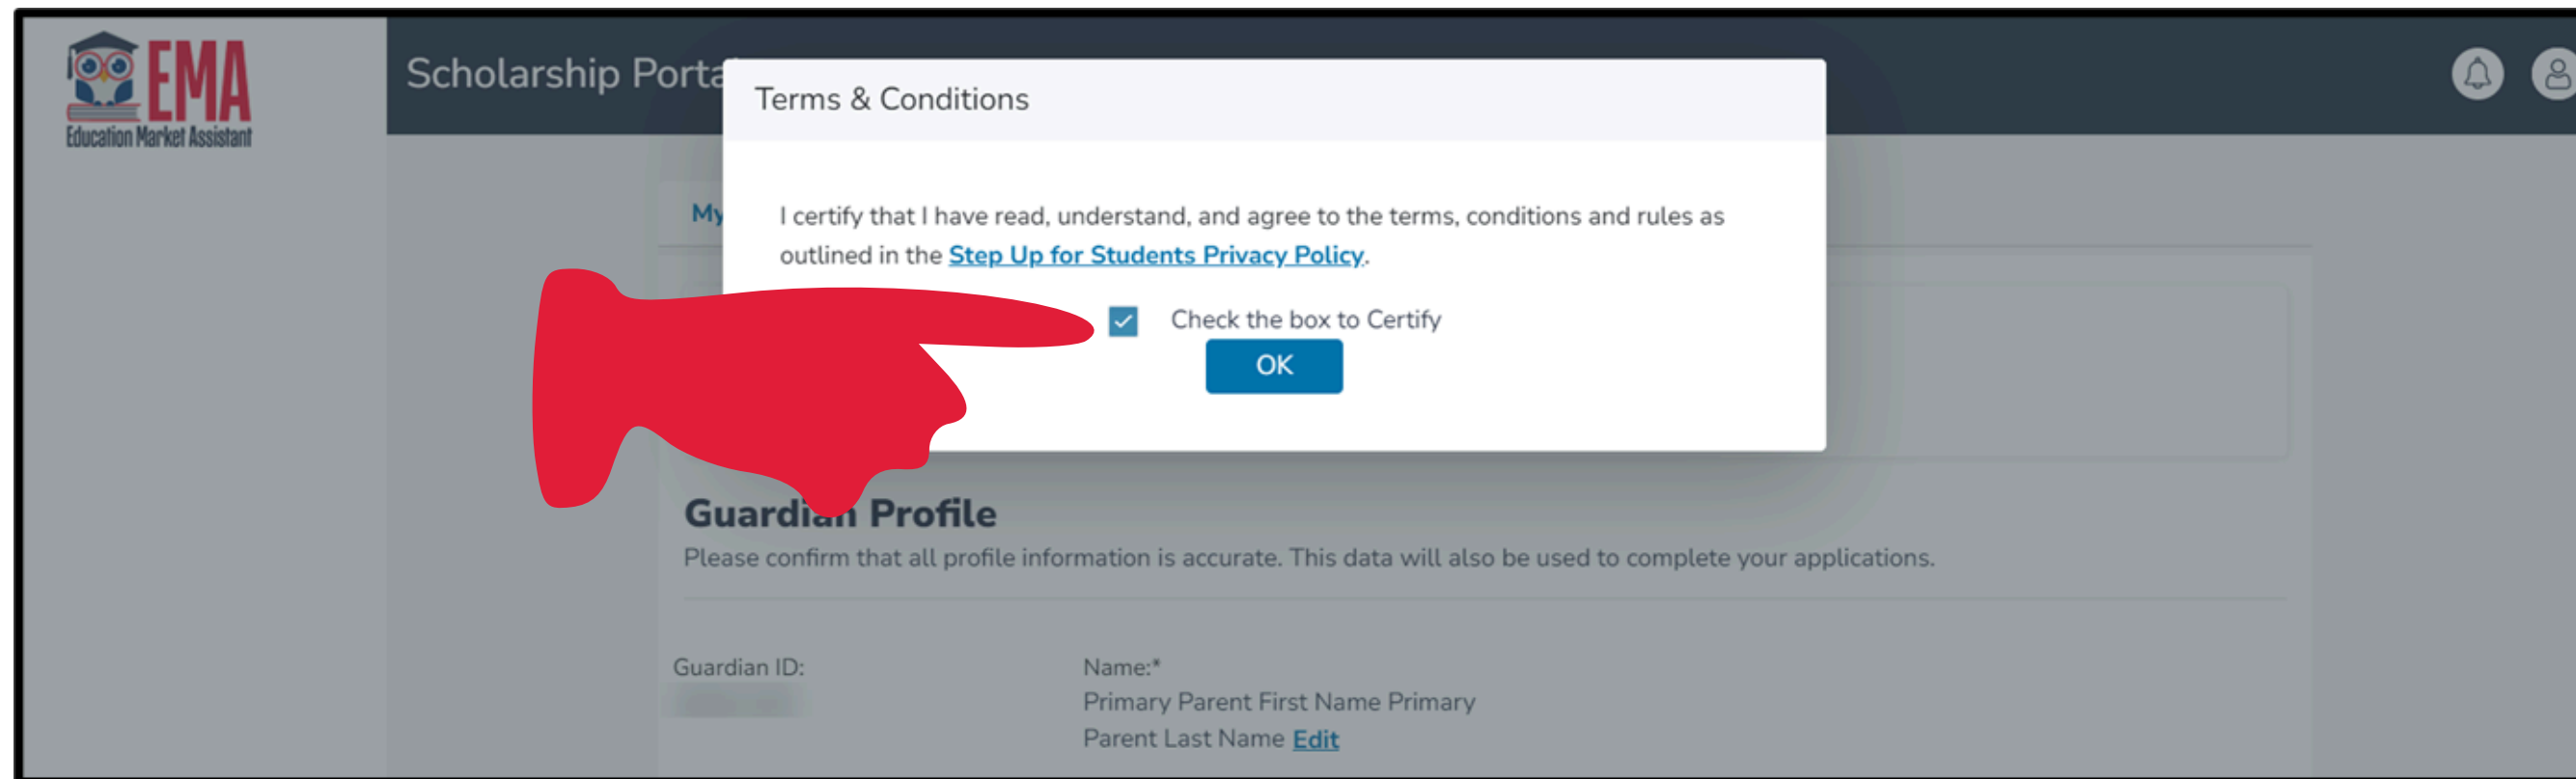 EMA
Education Market Assistant
Scholarship Porta
Terms & Conditions
My
I certify that I have read, understand, and agree to the terms, conditions and rules as
outlined in the Step Up for Students Privacy Policy.
Check the box to Certify
OK
Guardian Profile
Please confirm that all profile information is accurate. This data will also be used to complete your applications.
Guardian ID:
Name:*
Primary Parent First Name Primary
Parent Last Name Edit